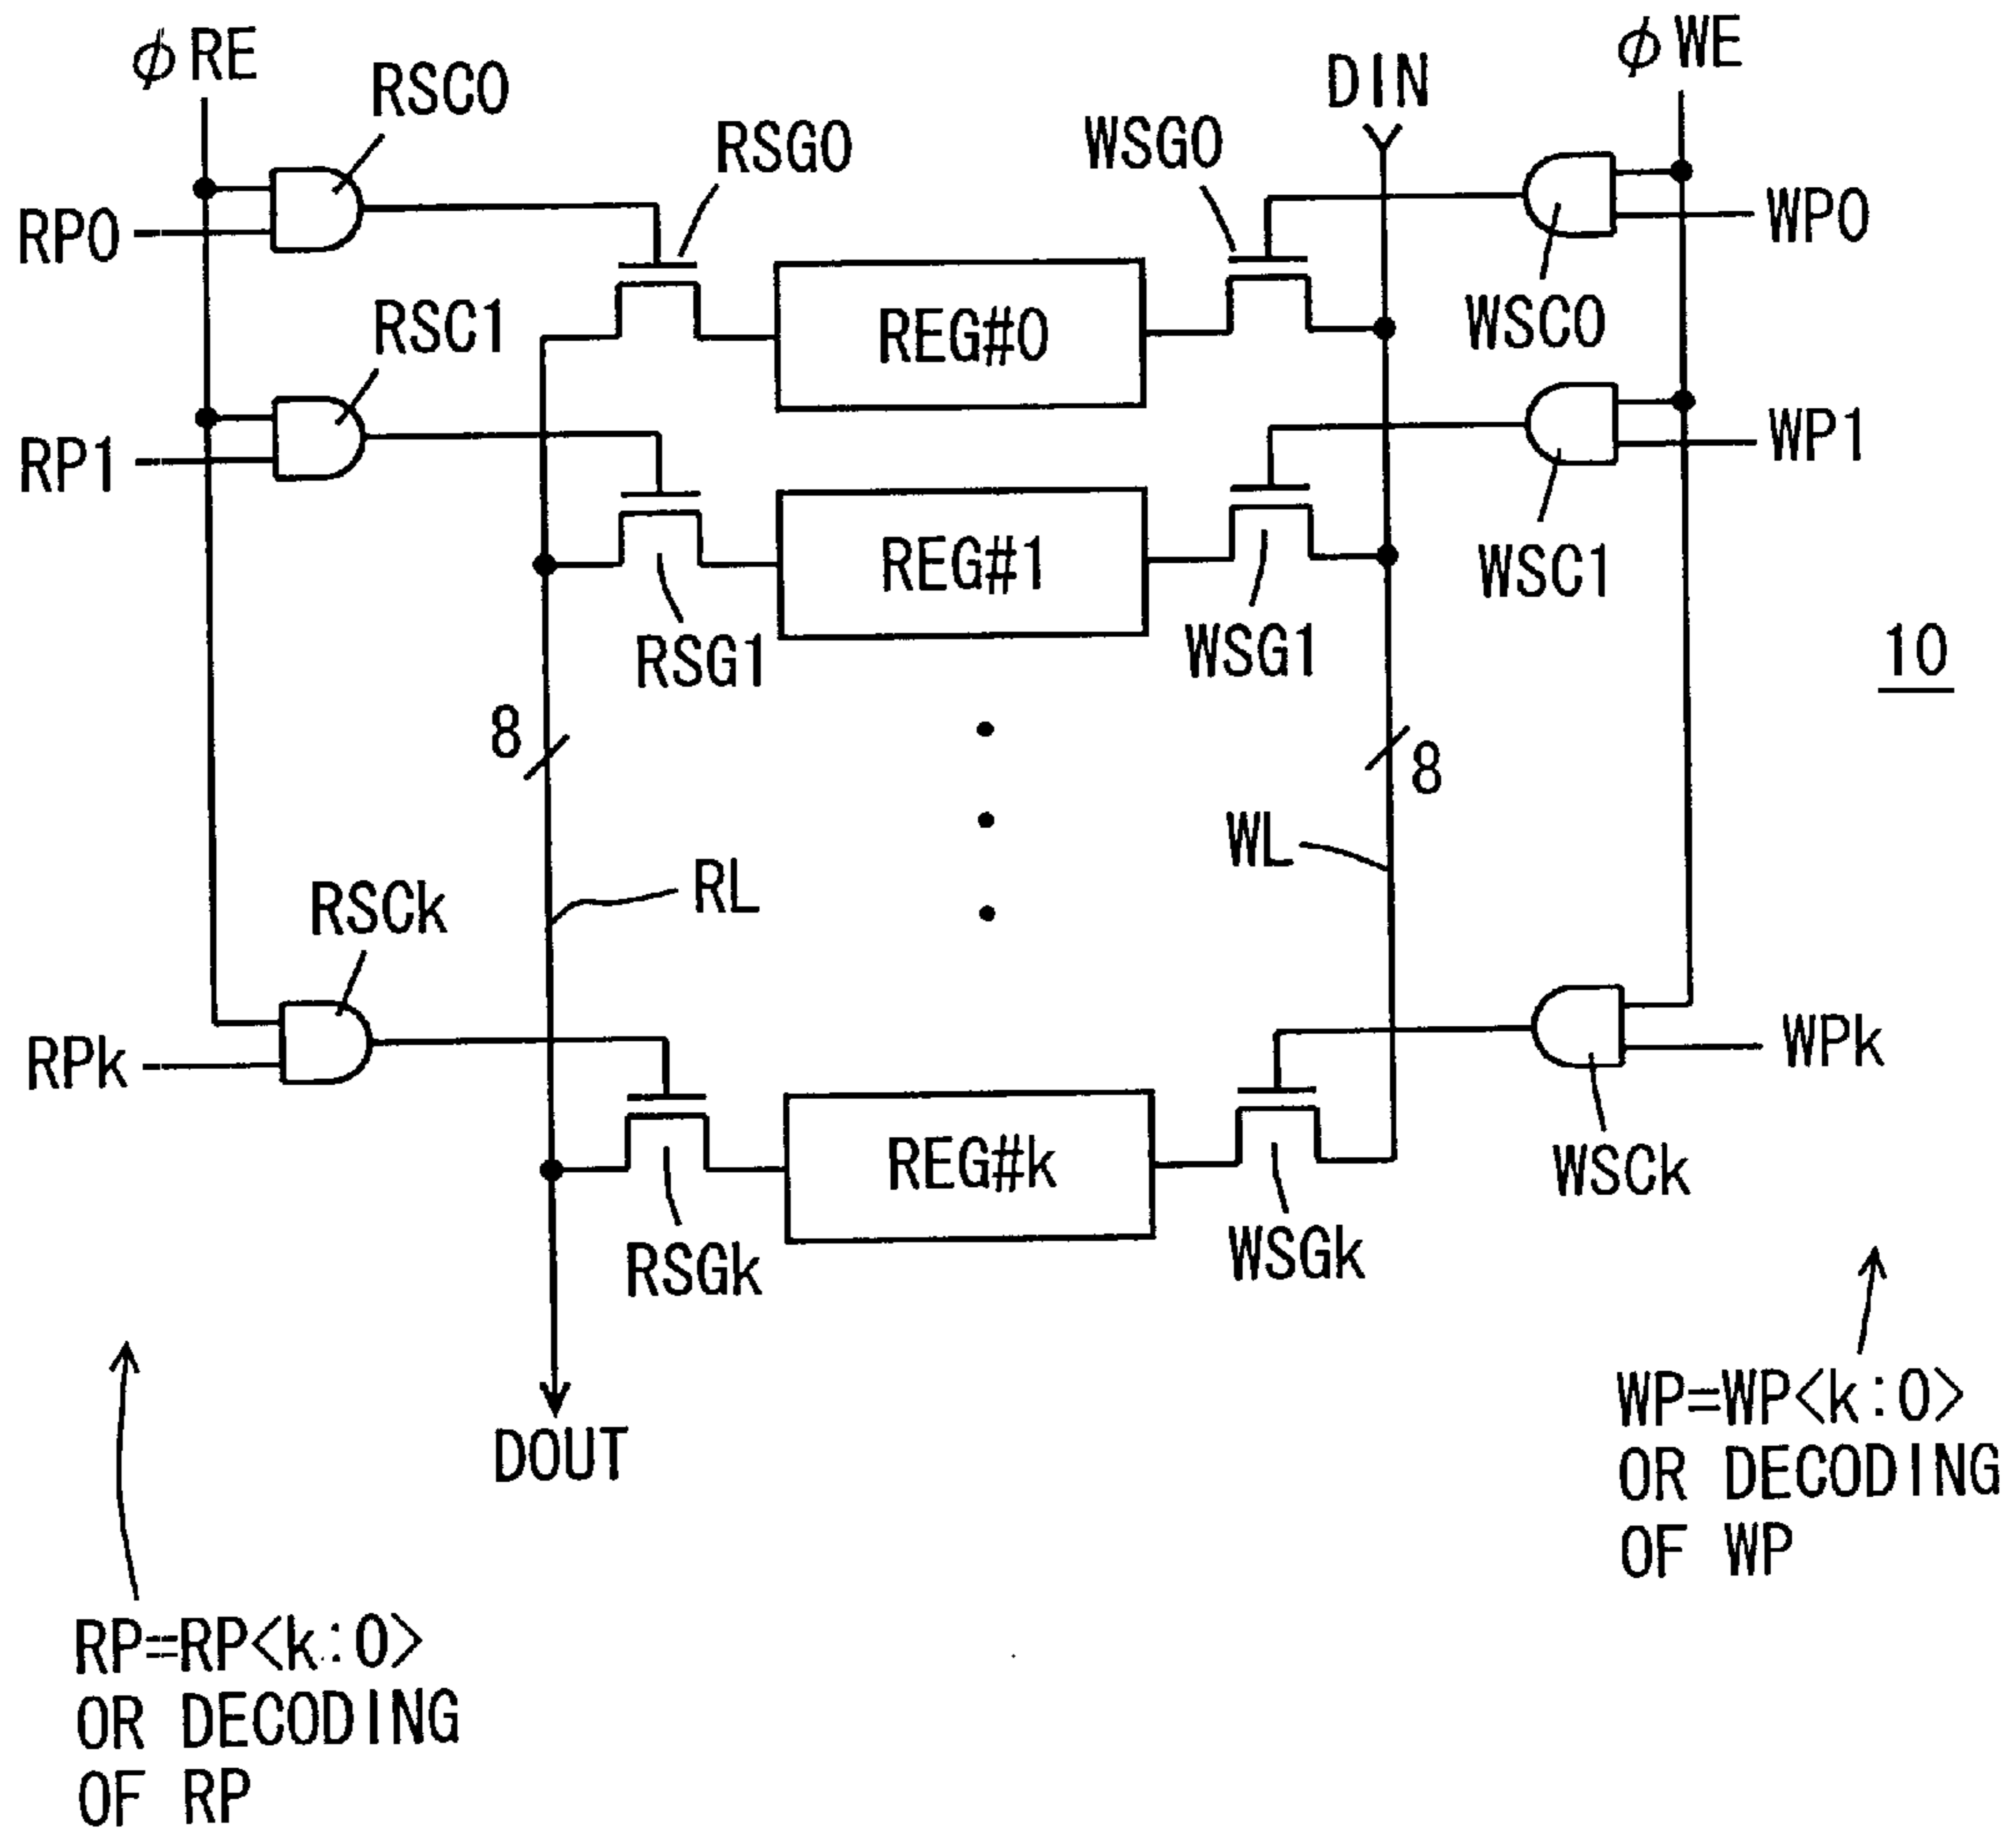 φRE
RSC0
RSG0
WSG0
DIN
φWE
RP0
WP0
RSC1
REG#0
WSC0
RP1
WP1
REG#1
WSC1
RSG1
WSG1
10
8
8
WL
RL
RSCk
RPk
WPk
REG#k
WSCk
RSGk
WSGk
DOUT
WP=WP<k:0>
OR DECODING
OF WP
RP=RP<k:0>
OR DECODING
OF RP